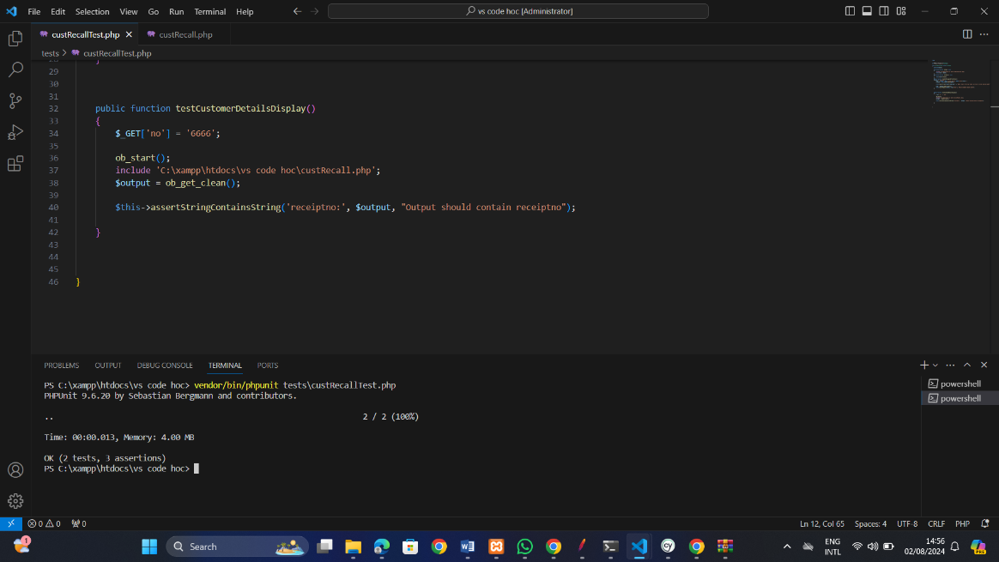 File Edit Selection View Go Run Terminal Help
vs code hoc [Administrator]
custRecallTest.php
custRecall.php
tests > custRecallTest.php
29
30
31
32 public function testCustomerDetailsDisplay()
33 {
34 $_GET['no'] = '6666';
35
36 ob_start();
37 include 'C:\xampp\htdocs\vs code hoc\custRecall.php';
38 $output = ob_get_clean();
39
40 $this->assertStringContainsString('receiptno:', $output, "Output should contain receiptno");
41
42 }
43
44
45
46 }
PROBLEMS OUTPUT DEBUG CONSOLE TERMINAL PORTS
PS C:\xampp\htdocs\vs code hoc> vendor/bin/phpunit tests\custRecallTest.php
PHPUnit 9.6.20 by Sebastian Bergmann and contributors.
.. 2 / 2 (100%)
Time: 00:00.013, Memory: 4.00 MB
OK (2 tests, 3 assertions)
PS C:\xampp\htdocs\vs code hoc>
powershell
powershell
0 0 0
Ln 12, Col 65 Spaces: 4 UTF-8 CRLF PHP
1
Search
ENG
INTL
14:56
02/08/2024